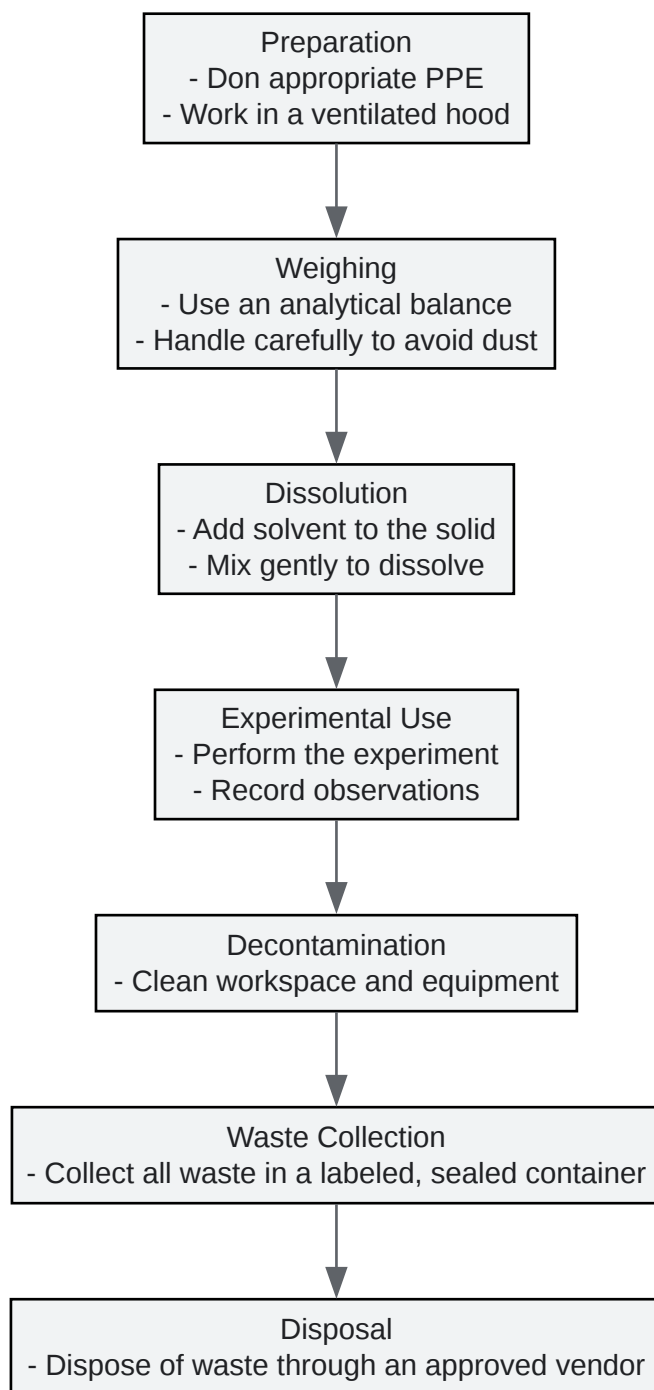 Preparation
- Don appropriate PPE
- Work in a ventilated hood
Weighing
- Use an analytical balance
- Handle carefully to avoid dust
Dissolution
- Add solvent to the solid
- Mix gently to dissolve
Experimental Use
- Perform the experiment
- Record observations
Decontamination
- Clean workspace and equipment
Waste Collection
- Collect all waste in a labeled, sealed container
Disposal
- Dispose of waste through an approved vendor